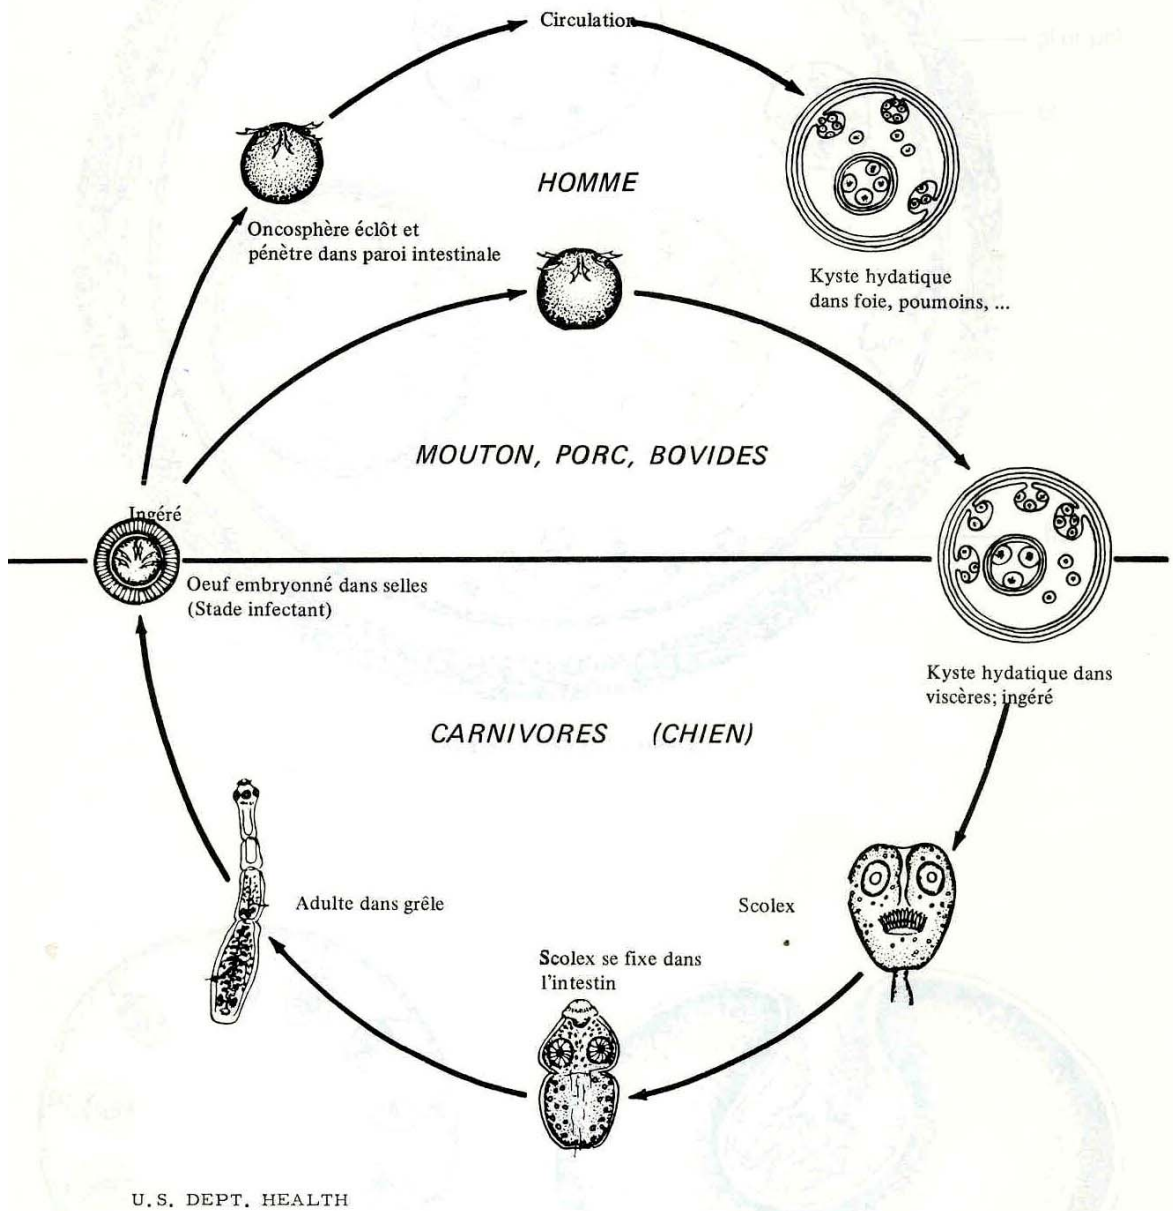 Circulation
HOMME
Oncosphère éclôt et
pénètre dans paroi intestinale
Kyste hydatique
dans foie, poumoins, ...
MOUTON, PORC, BOVIDES
Ingéré
Oeuf embryonné dans selles
(Stade infectant)
Kyste hydatique dans
viscères; ingéré
CARNIVORES (CHIEN)
Adulte dans grêle
Scolex
Scolex se fixe dans
l'intestin
U.S. DEPT. HEALTH